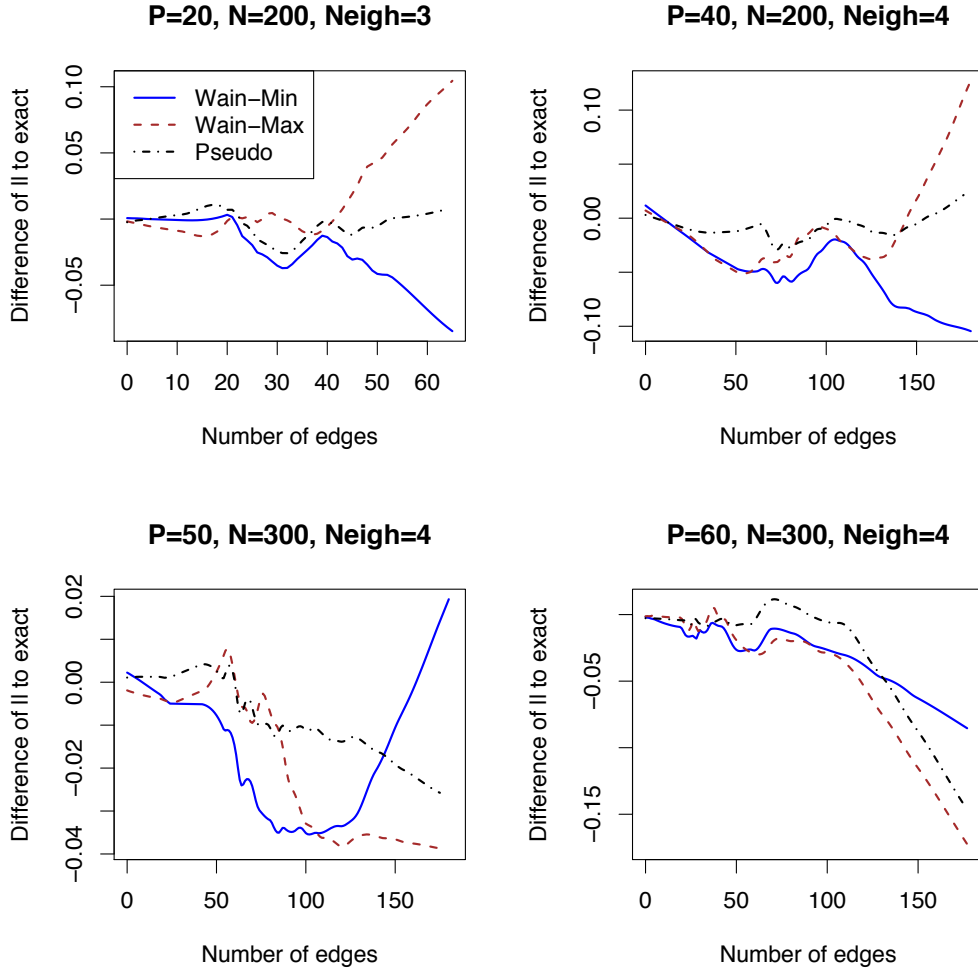 P=20, N=200, Neigh=3
Difference of ll to exact
0.10
0.05
−0.05
Wain−Min
Wain−Max
Pseudo
0 10 20 30 40 50 60
Number of edges
P=40, N=200, Neigh=4
Difference of ll to exact
0.10
0.00
−0.10
0 50 100 150
Number of edges
P=50, N=300, Neigh=4
Difference of ll to exact
0.02
0.00
−0.02
−0.04
0 50 100 150
Number of edges
P=60, N=300, Neigh=4
Difference of ll to exact
−0.05
−0.15
0 50 100 150
Number of edges